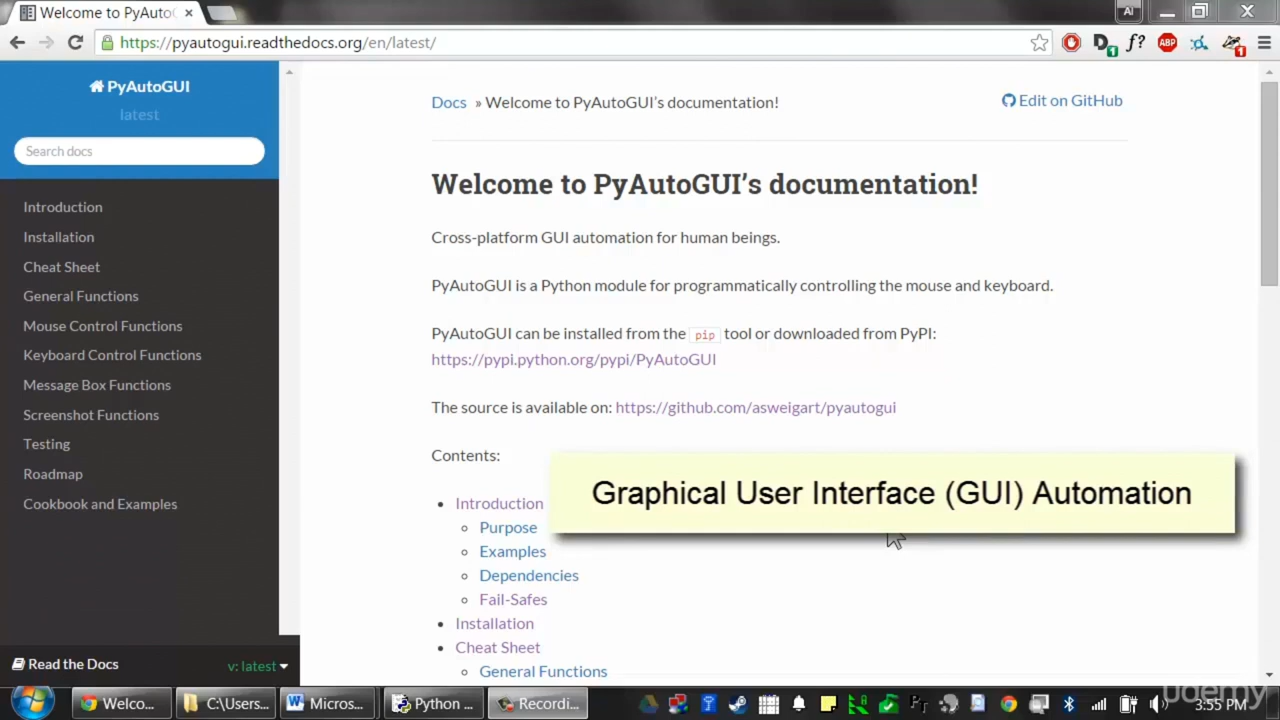 Welcome to PyAuto
Ai
https://pyautogui.readthedocs.org/en/latest/
D
1
f?
ABP
1
PyAutoGUI
latest
Search docs
Introduction
Installation
Cheat Sheet
General Functions
Mouse Control Functions
Keyboard Control Functions
Message Box Functions
Screenshot Functions
Testing
Roadmap
Cookbook and Examples
Read the Docs
v: latest
Docs » Welcome to PyAutoGUI's documentation!
Edit on GitHub
Welcome to PyAutoGUI's documentation!
Cross-platform GUI automation for human beings.
PyAutoGUI is a Python module for programmatically controlling the mouse and keyboard.
PyAutoGUI can be installed from the pip tool or downloaded from PyPI:
https://pypi.python.org/pypi/PyAutoGUI
The source is available on: https://github.com/asweigart/pyautogui
Contents:
Graphical User Interface (GUI) Automation
• Introduction
◦ Purpose
◦ Examples
◦ Dependencies
◦ Fail-Safes
• Installation
• Cheat Sheet
◦ General Functions
Welco...
C:\Users...
Micros...
Python ...
Recordi...
3:55 PM
udemy